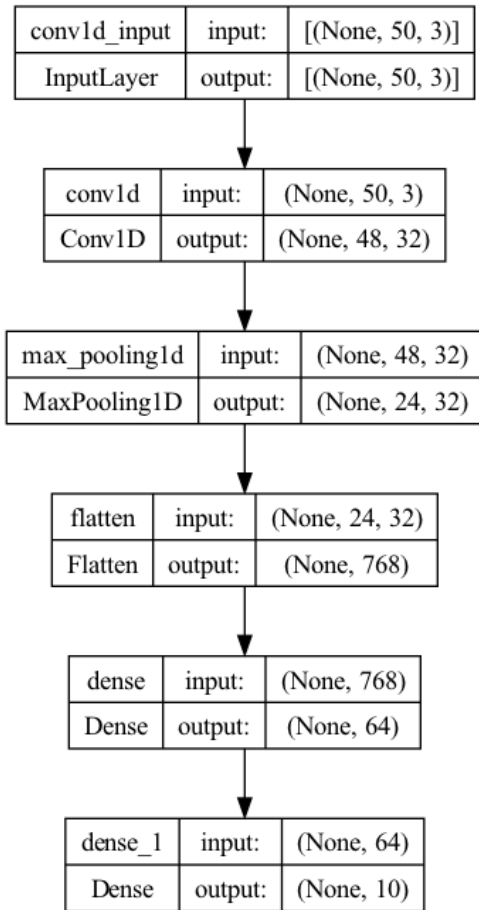 conv1d_input input: [(None, 50, 3)]
InputLayer output: [(None, 50, 3)]
conv1d input: (None, 50, 3)
Conv1D output: (None, 48, 32)
max_pooling1d input: (None, 48, 32)
MaxPooling1D output: (None, 24, 32)
flatten input: (None, 24, 32)
Flatten output: (None, 768)
dense input: (None, 768)
Dense output: (None, 64)
dense_1 input: (None, 64)
Dense output: (None, 10)